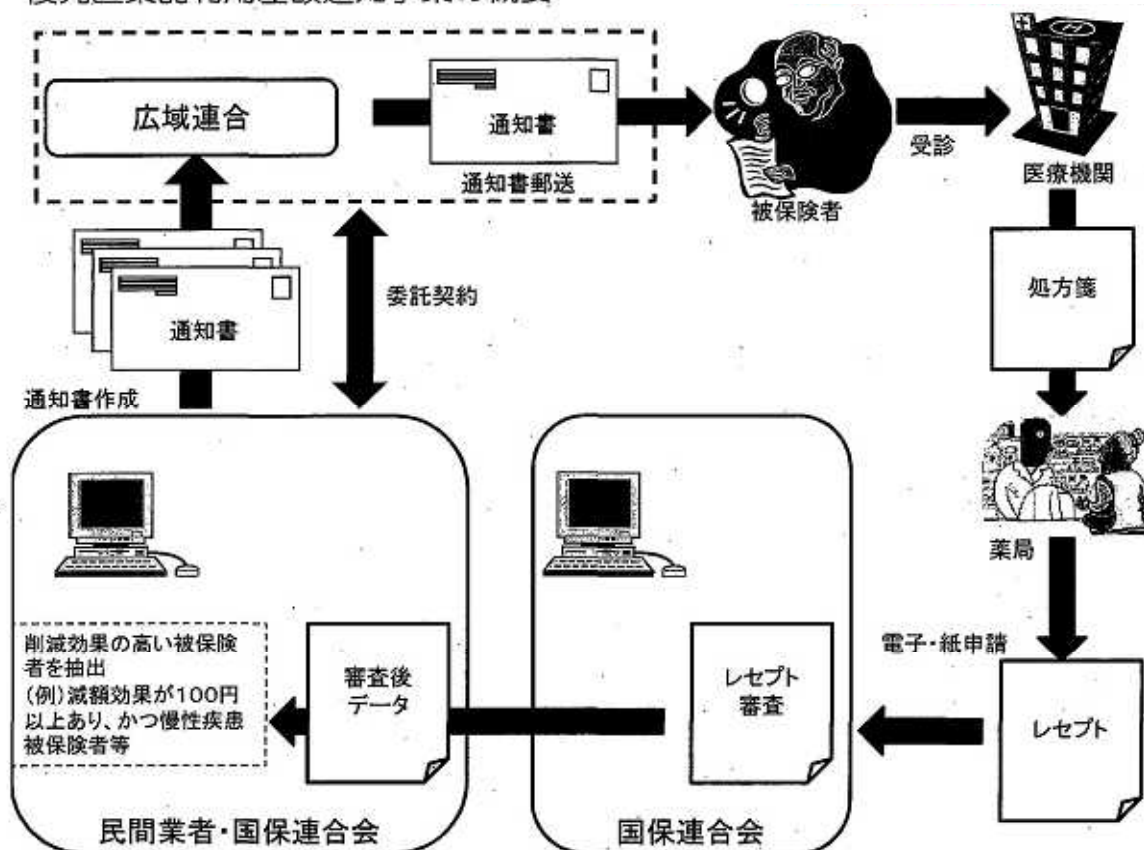 広域連合
通知書
通知書郵送
被保険者
受診
医療機関
処方箋
薬局
電子・紙申請
レセプト
レセプト
審査
国保連合会
審査後
データ
削減効果の高い被保険
者を抽出
(例)減額効果が100円
以上あり、かつ慢性疾患
被保険者等
民間業者・国保連合会
委託契約
通知書
通知書作成